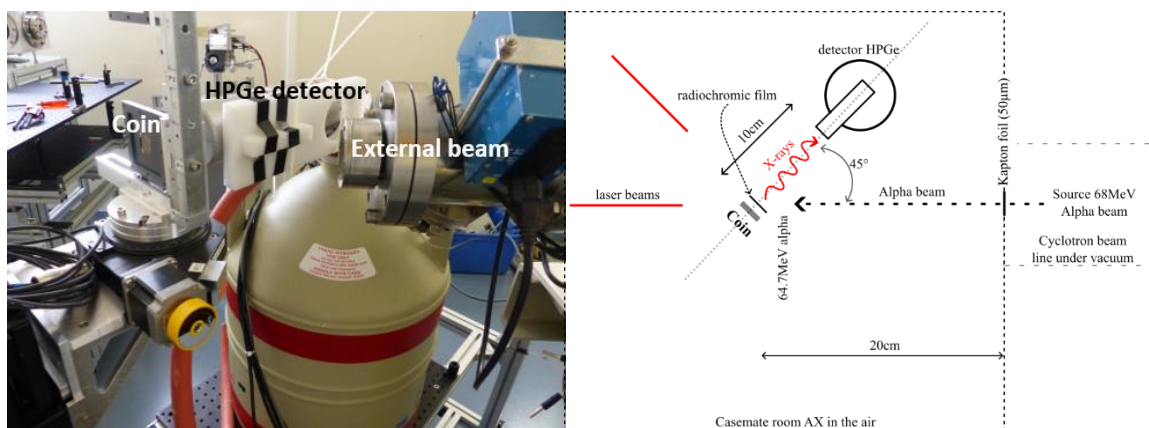 HPGe detector
Coin
External beam
detector HPGe
radiochromic film
10cm
X-rays
45°
Kapton foil (50µm)
laser beams
Alpha beam
Source 68MeV
Alpha beam
Coin
64.7MeV alpha
Cyclotron beam
line under vacuum
20cm
Casemate room AX in the air